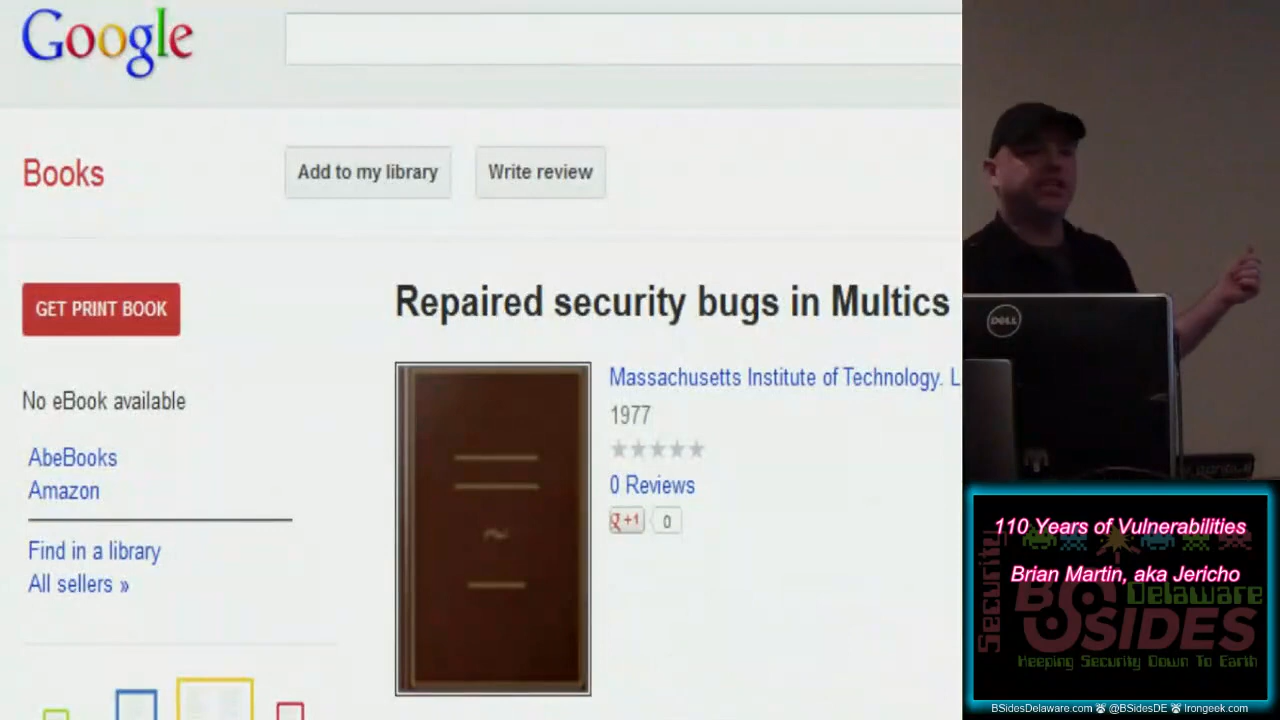 Google
Books
Add to my library
Write review
GET PRINT BOOK
Repaired security bugs in Multics
No eBook available
Massachusetts Institute of Technology. L
1977
AbeBooks
Amazon
0 Reviews
g +1
0
Find in a library
All sellers »
DELL
110 Years of Vulnerabilities
Brian Martin, aka Jericho
Security
BSIDES
Delaware
Keeping Security Down To Earth
BSidesDelaware.com @BSidesDE Irongeek.com